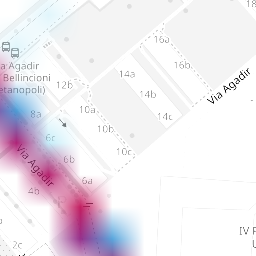 18
16a
a Agadir
Bellincioni
etanopoli)
14a
16b
12b
14b
Via Agadir
10a
8a
14c
10b
6c
10c
6b
Via Agadir
6a
4b
2c
IV